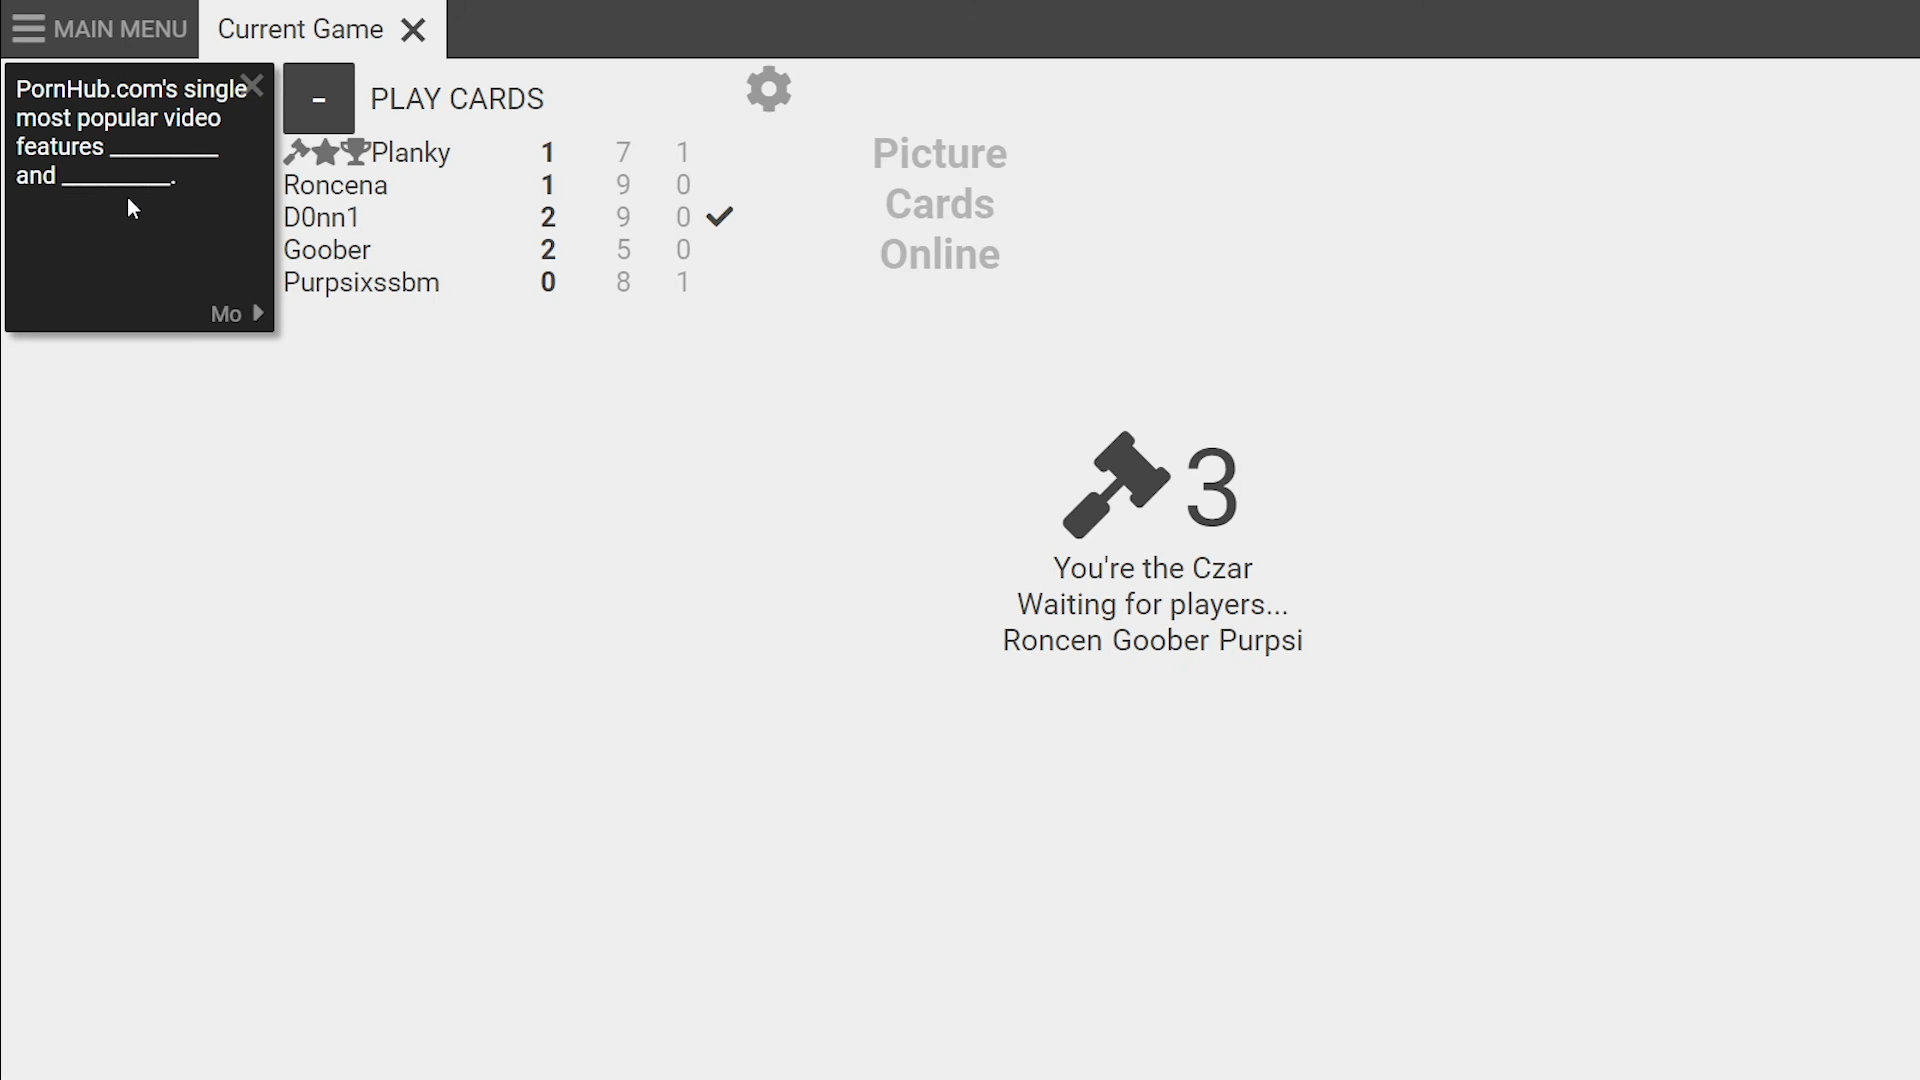 MAIN MENU
Current Game
PornHub.com's single
most popular video
features __________
and __________.
Mo
-
PLAY CARDS
Planky 1 7 1
Roncena 1 9 0
D0nn1 2 9 0
Goober 2 5 0
Purpsixssbm 0 8 1
Picture
Cards
Online
3
You're the Czar
Waiting for players...
Roncen Goober Purpsi